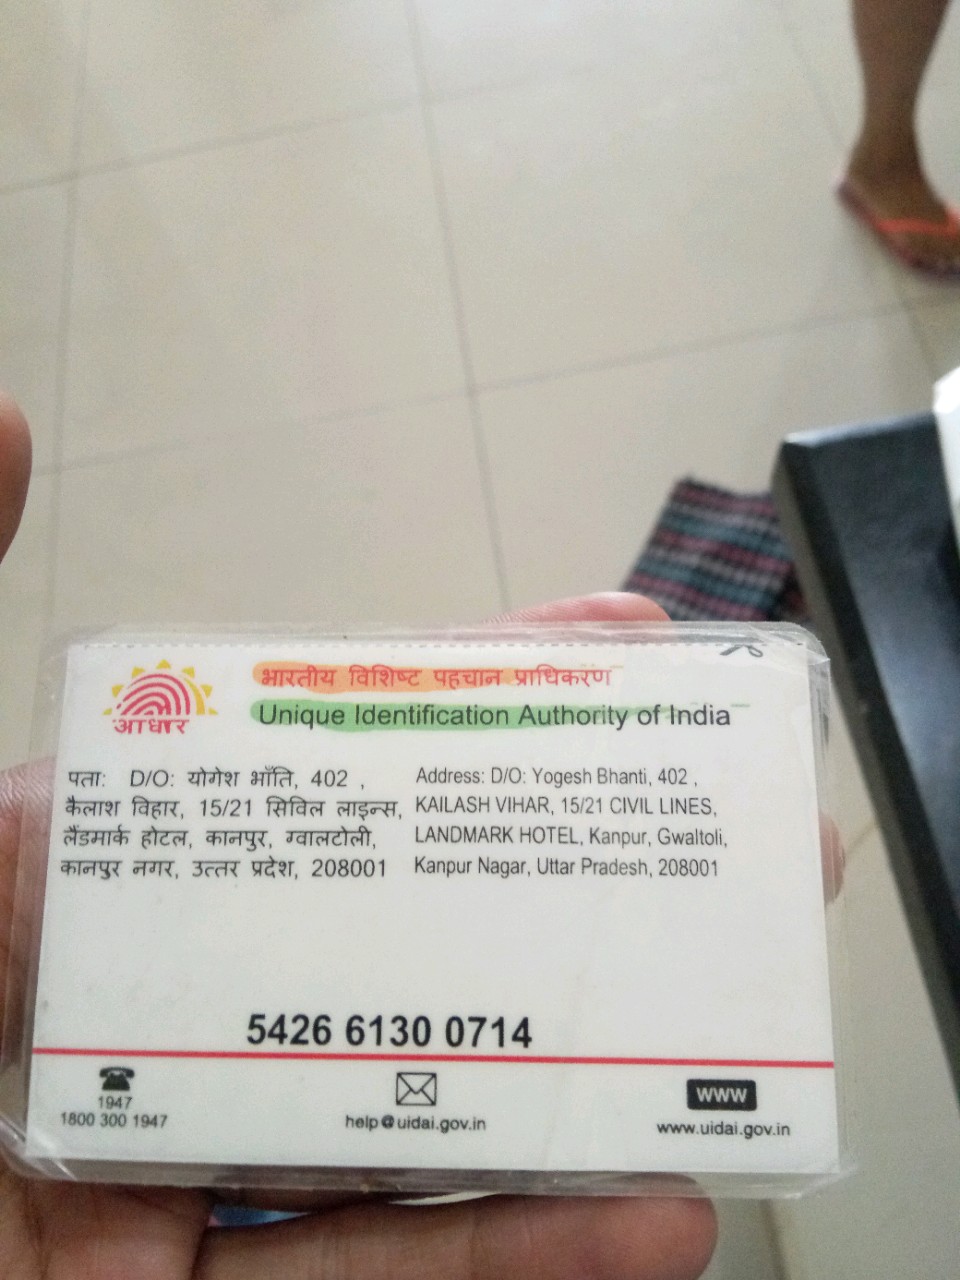 भारतीय विशिष्ट पहचान प्राधिकरण
Unique Identification Authority of India
आधार
पता: D/O: योगेश भाँति, 402 ,
कैलाश विहार, 15/21 सिविल लाइन्स,
लैंडमार्क होटल, कानपुर, ग्वालटोली,
कानपुर नगर, उत्तर प्रदेश, 208001
Address: D/O: Yogesh Bhanti, 402 ,
KAILASH VIHAR, 15/21 CIVIL LINES,
LANDMARK HOTEL, Kanpur, Gwaltoli,
Kanpur Nagar, Uttar Pradesh, 208001
5426 6130 0714
1947
1800 300 1947
help@uidai.gov.in
www
www.uidai.gov.in